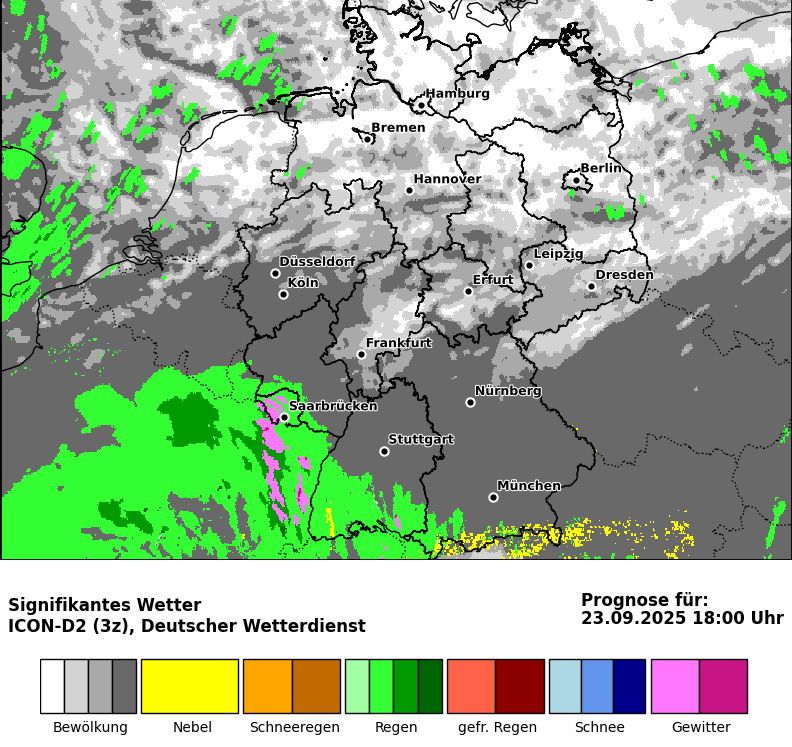 Hamburg
Bremen
Berlin
Hannover
Leipzig
Düsseldorf
Dresden
Köln
Erfurt
Frankfurt
Nürnberg
Saarbrücken
Stuttgart
München
Signifikantes Wetter
ICON-D2 (3z), Deutscher Wetterdienst
Prognose für:
23.09.2025 18:00 Uhr
Bewölkung
Nebel
Schneeregen
Regen
gefr. Regen
Schnee
Gewitter